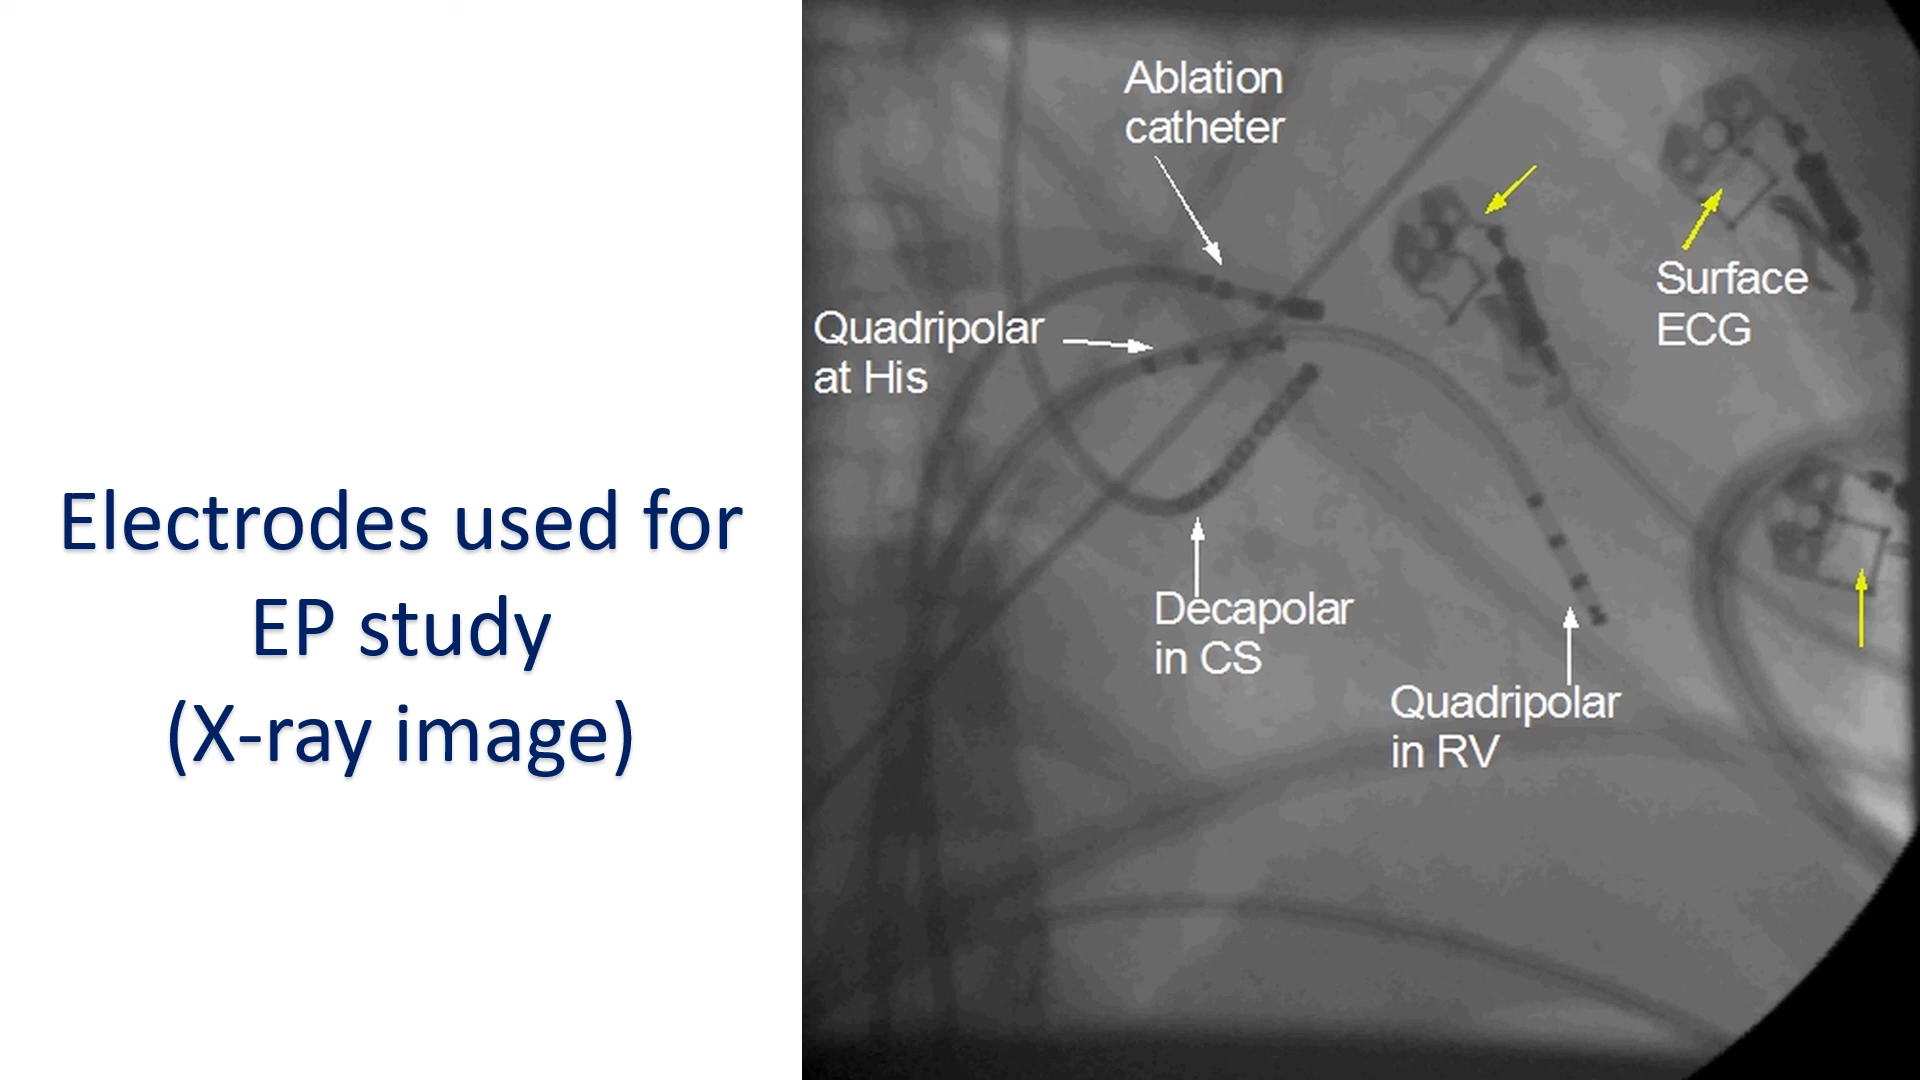 Electrodes used for
EP study
(X-ray image)
Ablation
catheter
Quadripolar
at His
Surface
ECG
Decapolar
in CS
Quadripolar
in RV